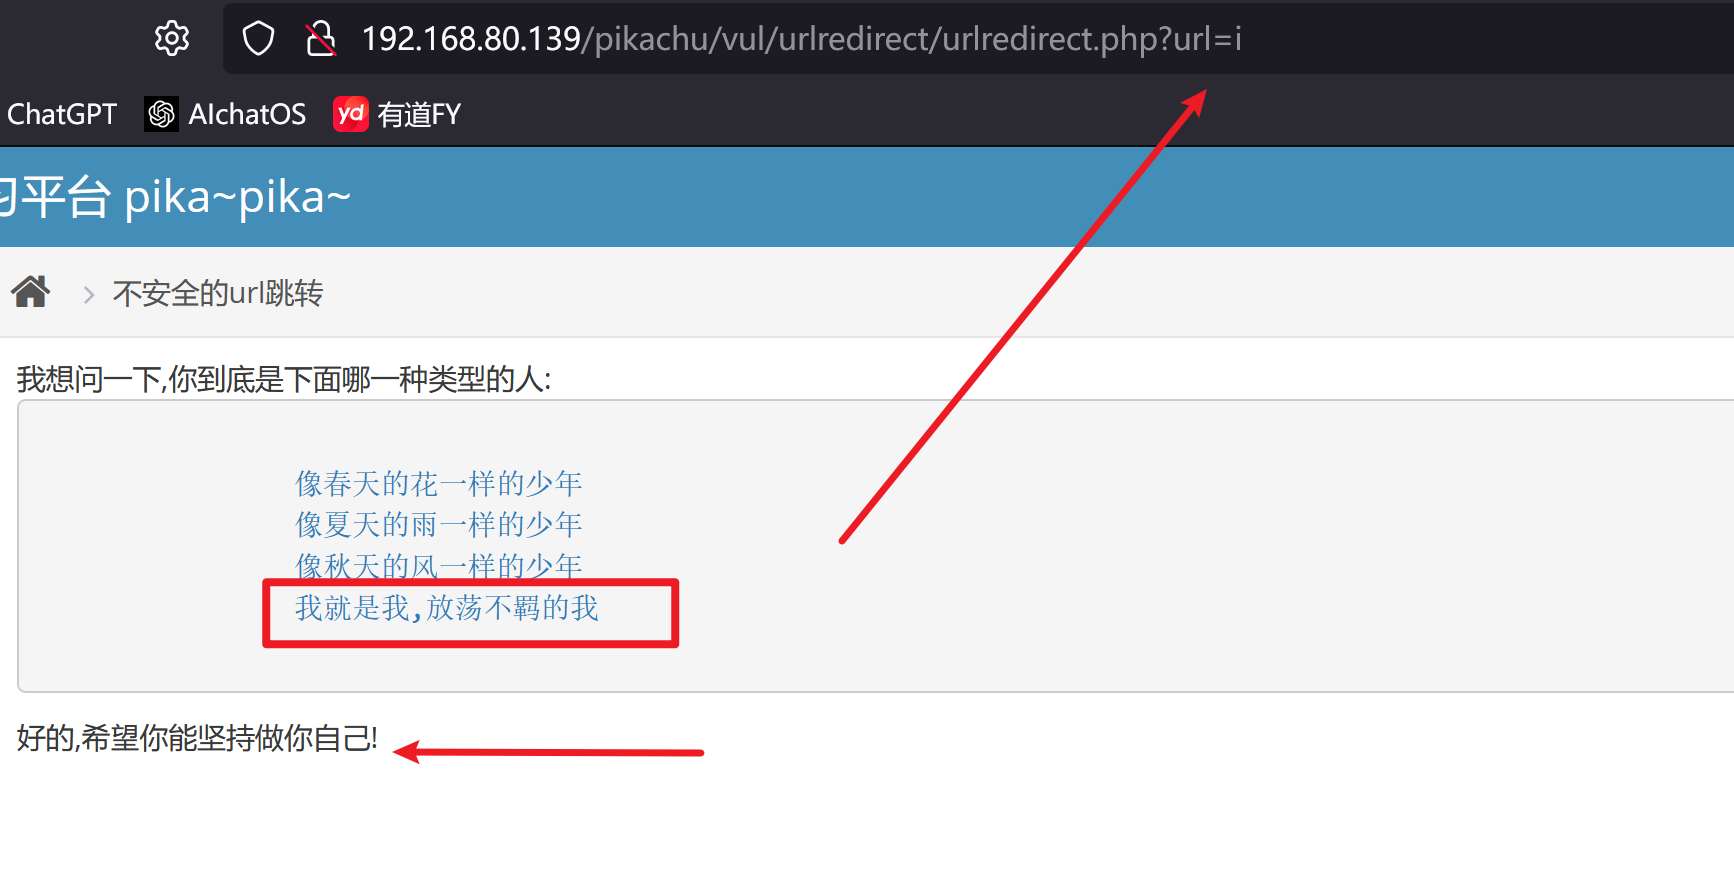 192.168.80.139/pikachu/vul/urlredirect/urlredirect.php?url=i
ChatGPT AIchatOS yd 有道FY
平台 pika~pika~
不安全的url跳转
我想问一下,你到底是下面哪一种类型的人:
像春天的花一样的少年
像夏天的雨一样的少年
像秋天的风一样的少年
我就是我,放荡不羁的我
好的,希望你能坚持做你自己!